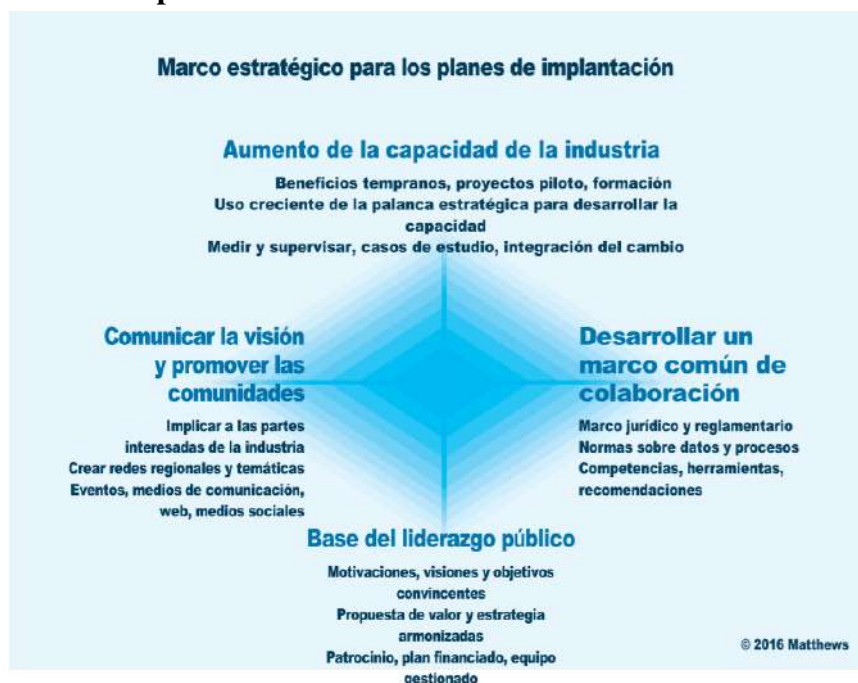 Marco estratégico para los planes de implantación
Aumento de la capacidad de la industria
Beneficios tempranos, proyectos piloto, formación
Uso creciente de la palanca estratégica para desarrollar la
capacidad
Medir y supervisar, casos de estudio, integración del cambio
Comunicar la visión
y promover las
comunidades
Implicar a las partes
interesadas de la industria
Crear redes regionales y temáticas
Eventos, medios de comunicación,
web, medios sociales
Desarrollar un
marco común de
colaboración
Marco jurídico y reglamentario
Normas sobre datos y procesos
Competencias, herramientas,
recomendaciones
Base del liderazgo público
Motivaciones, visiones y objetivos
convincentes
Propuesta de valor y estrategia
armonizadas
Patrocinio, plan financiado, equipo
gestionado
© 2016 Matthews